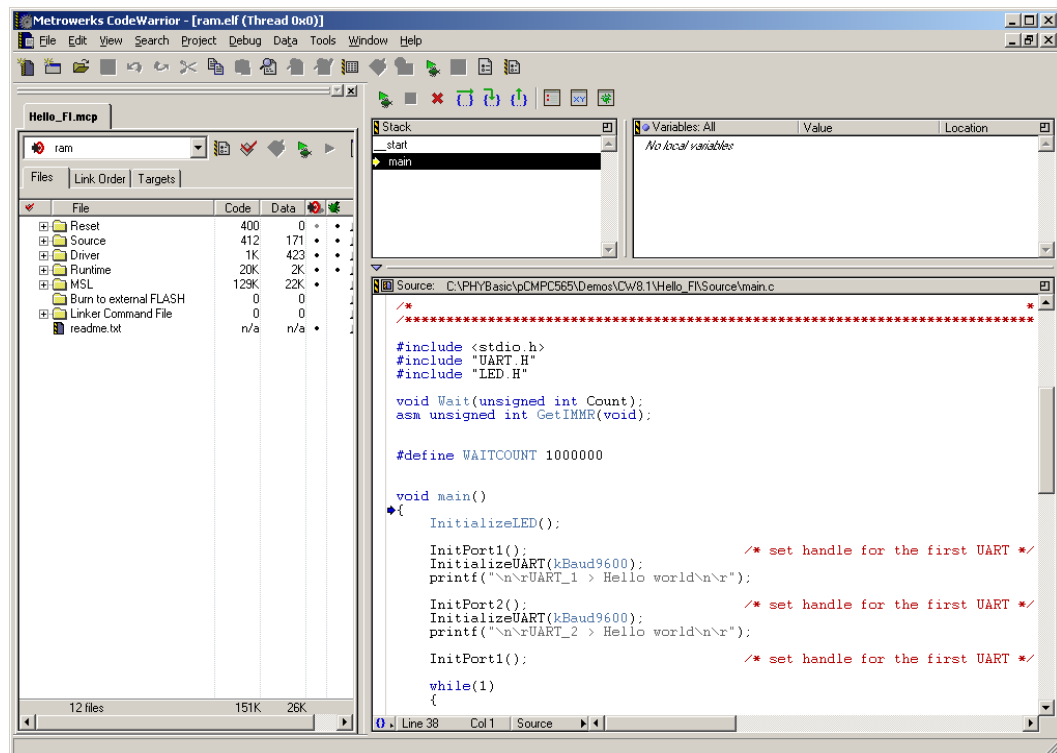 Metrowerks CodeWarrior - [ram.elf (Thread 0x0)]
File Edit View Search Project Debug Data Tools Window Help
Hello_FI.mcp
ram
Files Link Order Targets
File Code Data
Reset 400 0
Source 412 171
Driver 1K 423
Runtime 20K 2K
MSL 129K 22K
Burn to external FLASH 0 0
Linker Command File 0 0
readme.txt n/a n/a
12 files 151K 26K
Stack
__start
main
Variables: All Value Location
No local variables
Source: C:\PHYBasic\pCMPC565\Demos\CW8.1\Hello_FI\Source\main.c
/* *
/***************************************************************************
#include <stdio.h>
#include "UART.H"
#include "LED.H"
void Wait(unsigned int Count);
asm unsigned int GetIMMR(void);
#define WAITCOUNT 1000000
void main()
{
InitializeLED();
InitPort1(); /* set handle for the first UART */
InitializeUART(kBaud9600);
printf("\n\rUART_1 > Hello world\n\r");
InitPort2(); /* set handle for the first UART */
InitializeUART(kBaud9600);
printf("\n\rUART_2 > Hello world\n\r");
InitPort1(); /* set handle for the first UART */
while(1)
{
Line 38 Col 1 Source